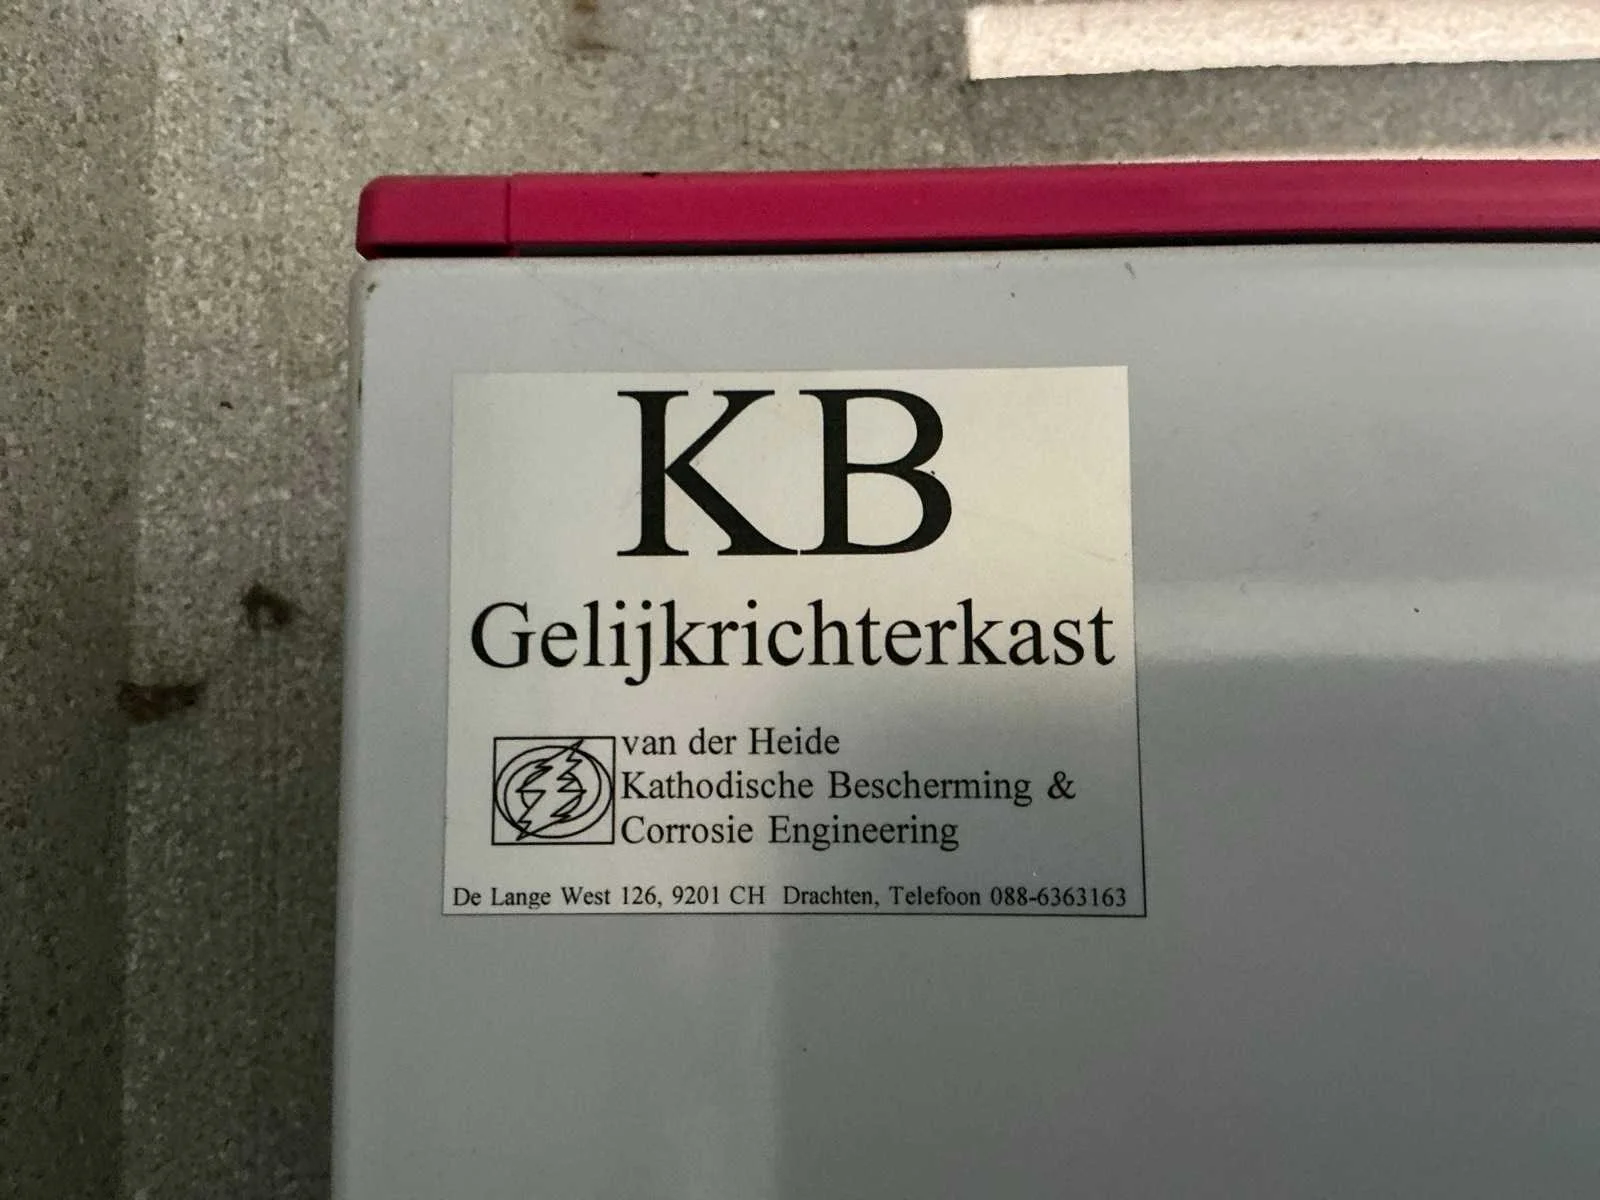 KB
Gelijkrichterkast
van der Heide
Kathodische Bescherming &
Corrosie Engineering
De Lange West 126, 9201 CH Drachten, Telefoon 088-6363163